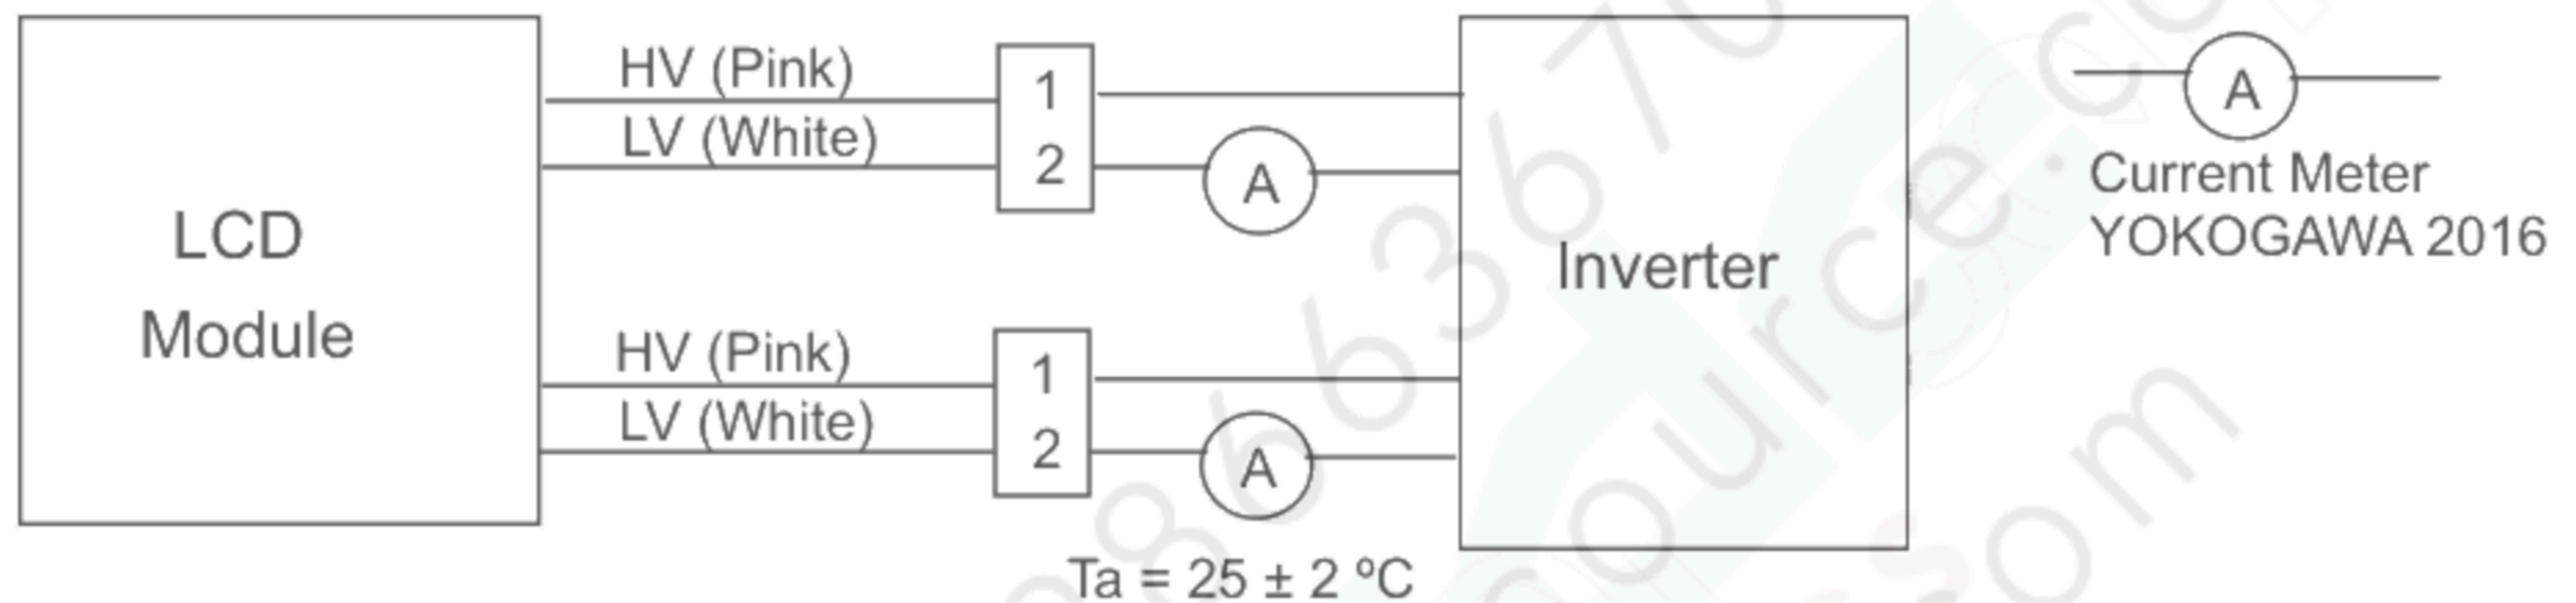 HV (Pink)
LV (White)
1
2
A
LCD
Module
HV (Pink)
LV (White)
1
2
A
Inverter
A
Current Meter
YOKOGAWA 2016
Ta = 25 ± 2 ºC